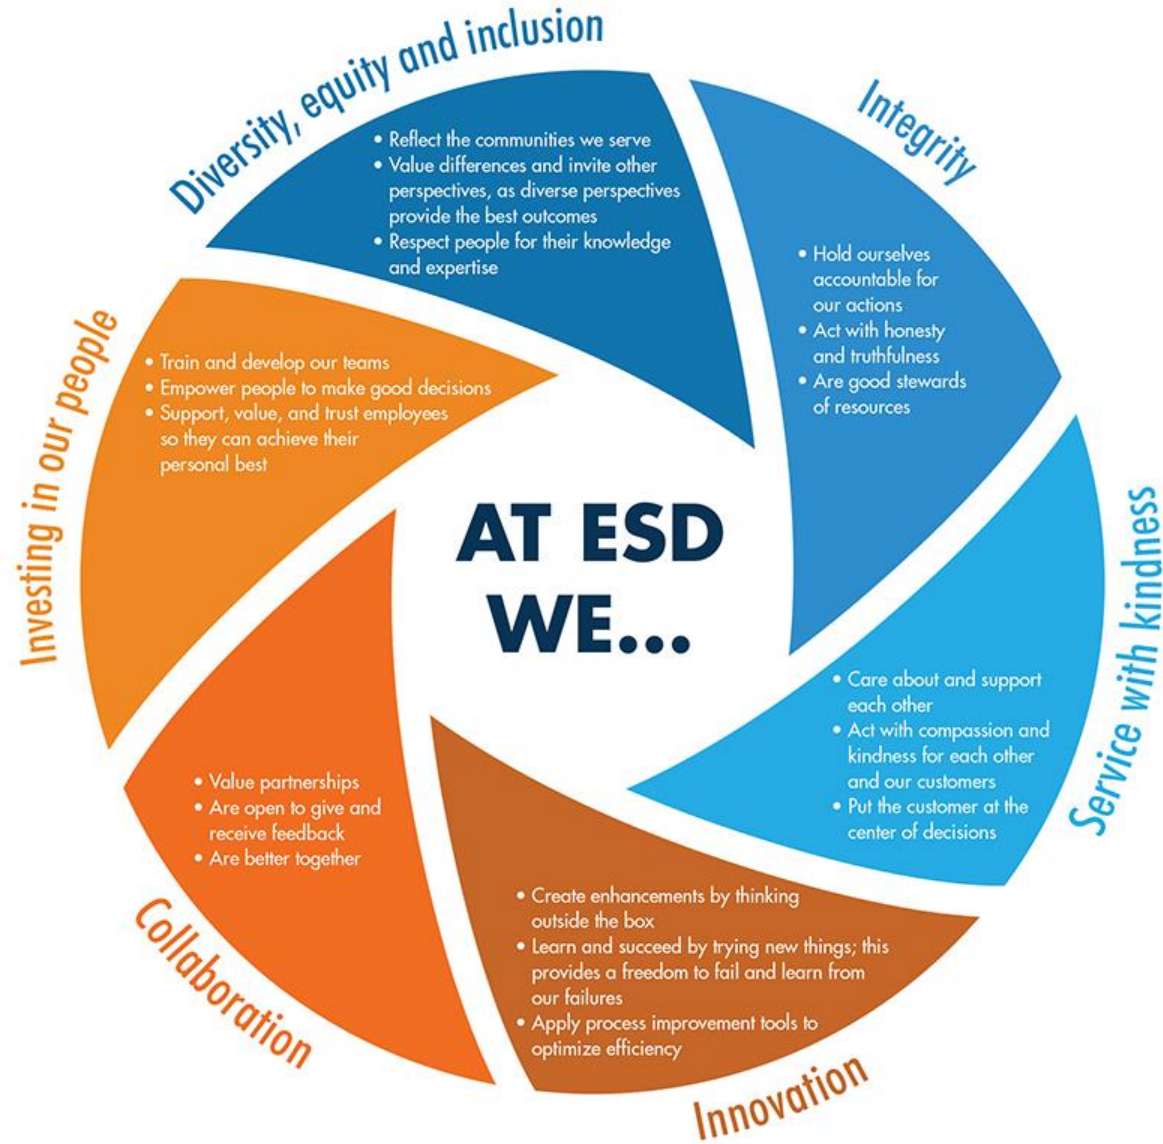 Diversity, equity and inclusion
• Reflect the communities we serve
• Value differences and invite other
perspectives, as diverse perspectives
provide the best outcomes
• Respect people for their knowledge
and expertise
Integrity
• Hold ourselves
accountable for
our actions
• Act with honesty
and truthfulness
• Are good stewards
of resources
Service with kindness
• Care about and support
each other
• Act with compassion and
kindness for each other
and our customers
• Put the customer at the
center of decisions
Innovation
• Create enhancements by thinking
outside the box
• Learn and succeed by trying new things; this
provides a freedom to fail and learn from
our failures
• Apply process improvement tools to
optimize efficiency
Collaboration
• Value partnerships
• Are open to give and
receive feedback
• Are better together
Investing in our people
• Train and develop our teams
• Empower people to make good decisions
• Support, value, and trust employees
so they can achieve their
personal best
AT ESD
WE...